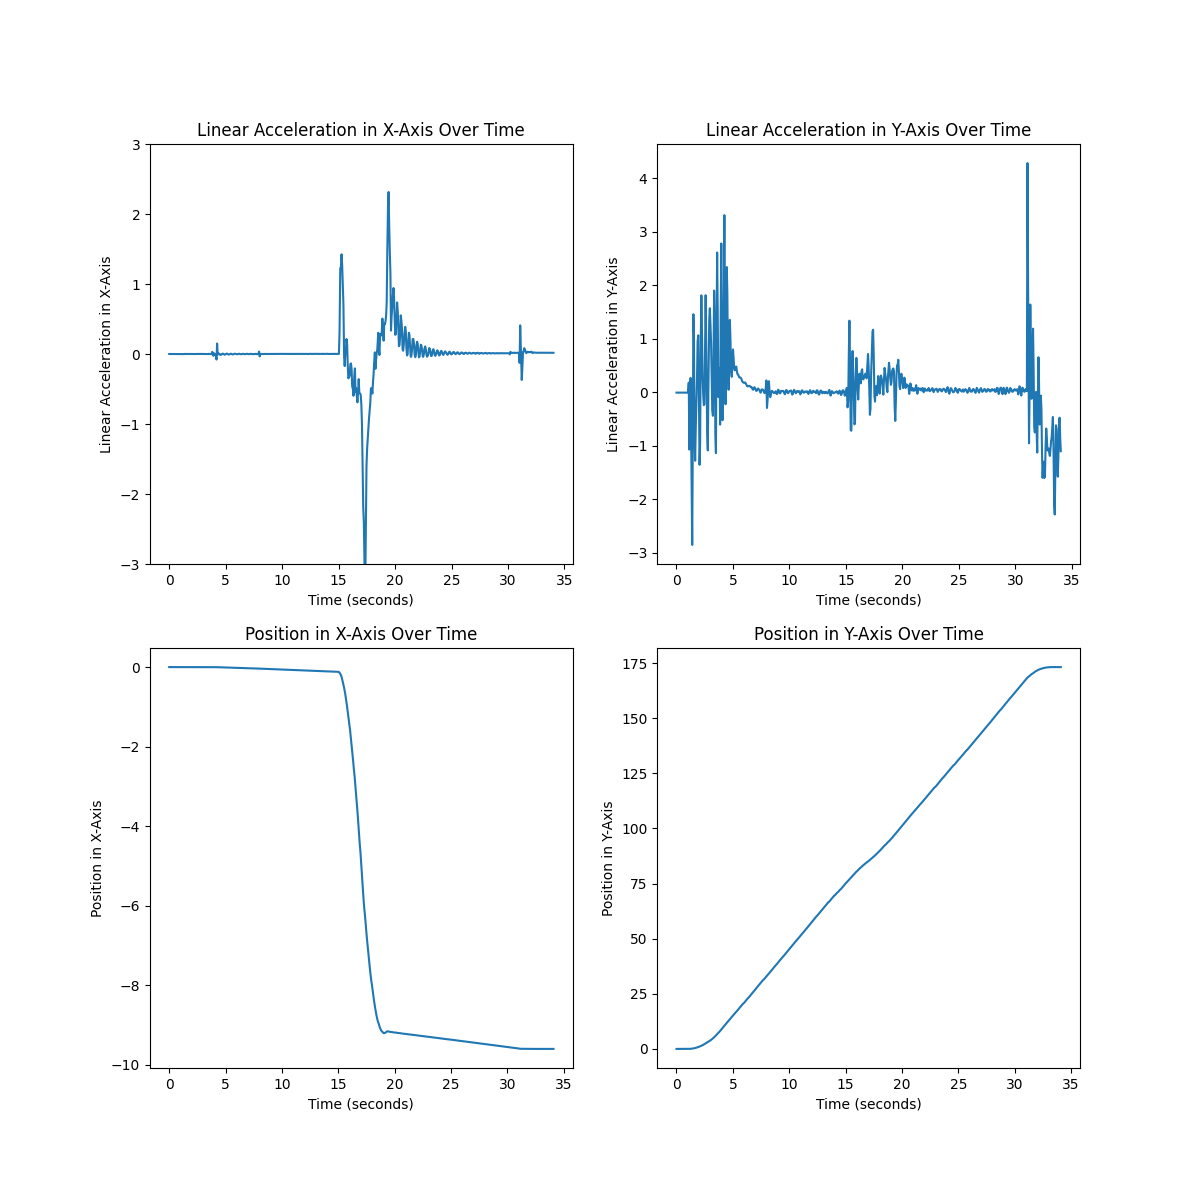 Linear Acceleration in X-Axis Over Time
Linear Acceleration in X-Axis
3
2
1
0
−1
−2
−3
0 5 10 15 20 25 30 35
Time (seconds)
Linear Acceleration in Y-Axis Over Time
Linear Acceleration in Y-Axis
4
3
2
1
0
−1
−2
−3
0 5 10 15 20 25 30 35
Time (seconds)
Position in X-Axis Over Time
Position in X-Axis
0
−2
−4
−6
−8
−10
0 5 10 15 20 25 30 35
Time (seconds)
Position in Y-Axis Over Time
Position in Y-Axis
175
150
125
100
75
50
25
0
0 5 10 15 20 25 30 35
Time (seconds)